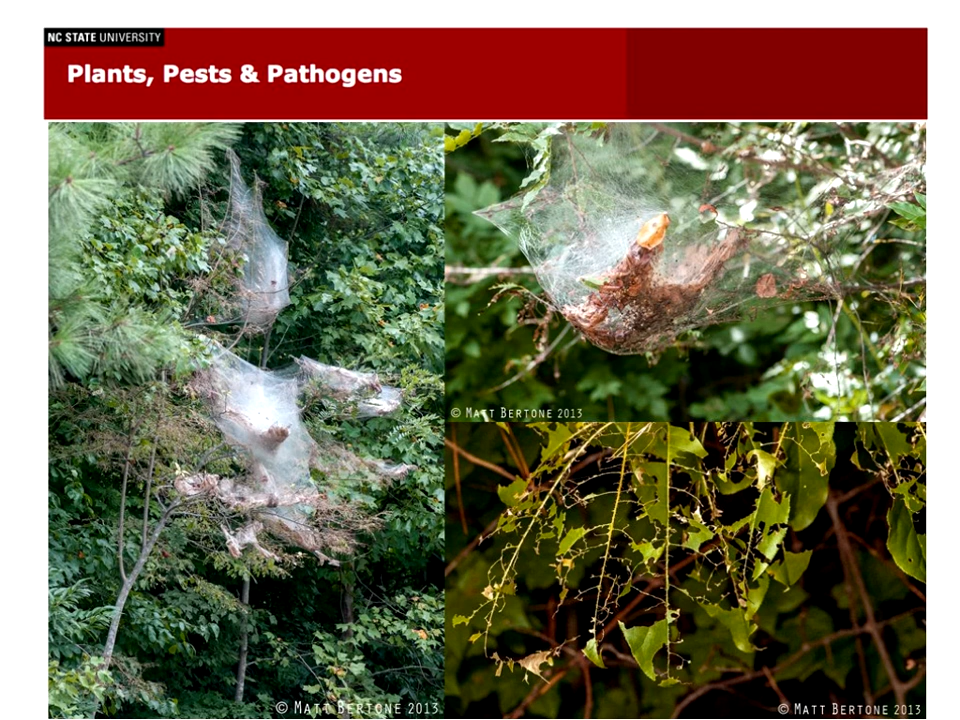 NC STATE UNIVERSITY
Plants, Pests & Pathogens
© MATT BERTONE 2013
© MATT BERTONE 2013
© MATT BERTONE 2013